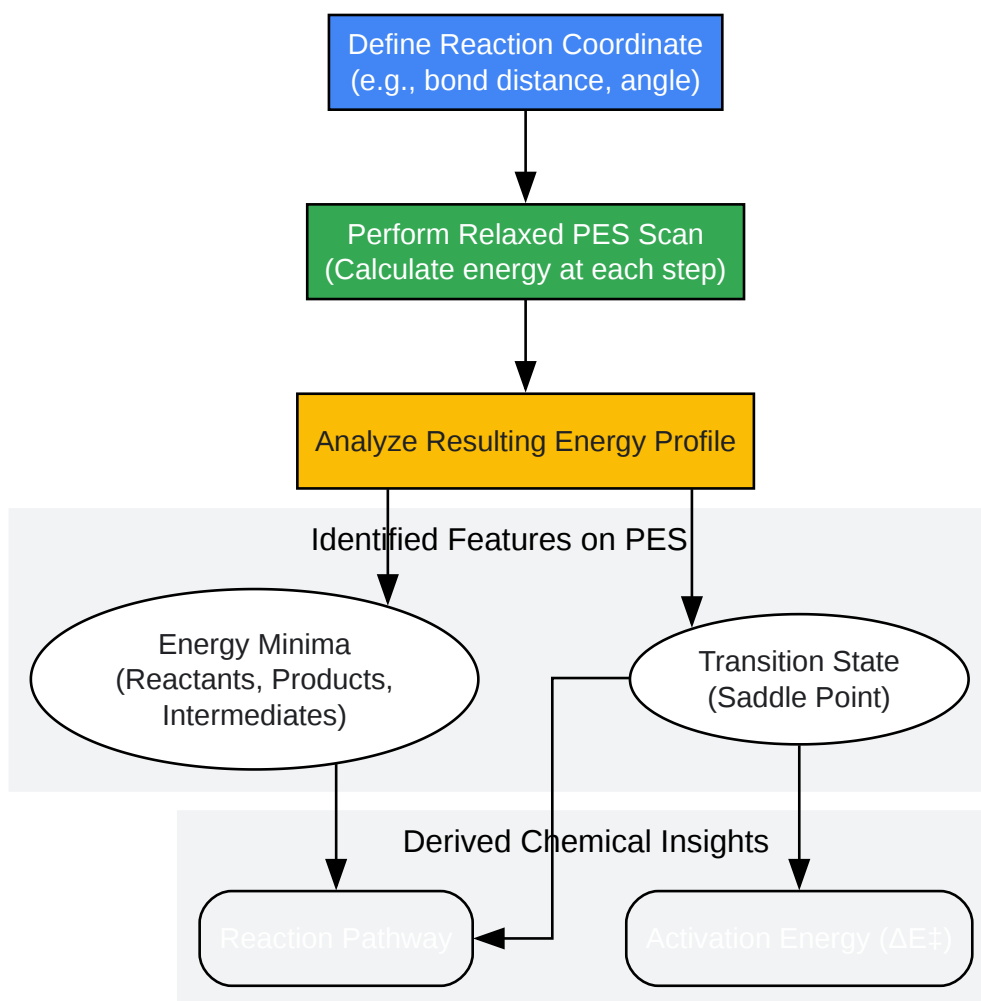 Define Reaction Coordinate
(e.g., bond distance, angle)
Perform Relaxed PES Scan
(Calculate energy at each step)
Analyze Resulting Energy Profile
Identified Features on PES
Energy Minima
(Reactants, Products,
Intermediates)
Transition State
(Saddle Point)
Derived Chemical Insights
Reaction Pathway
Activation Energy (ΔE‡)